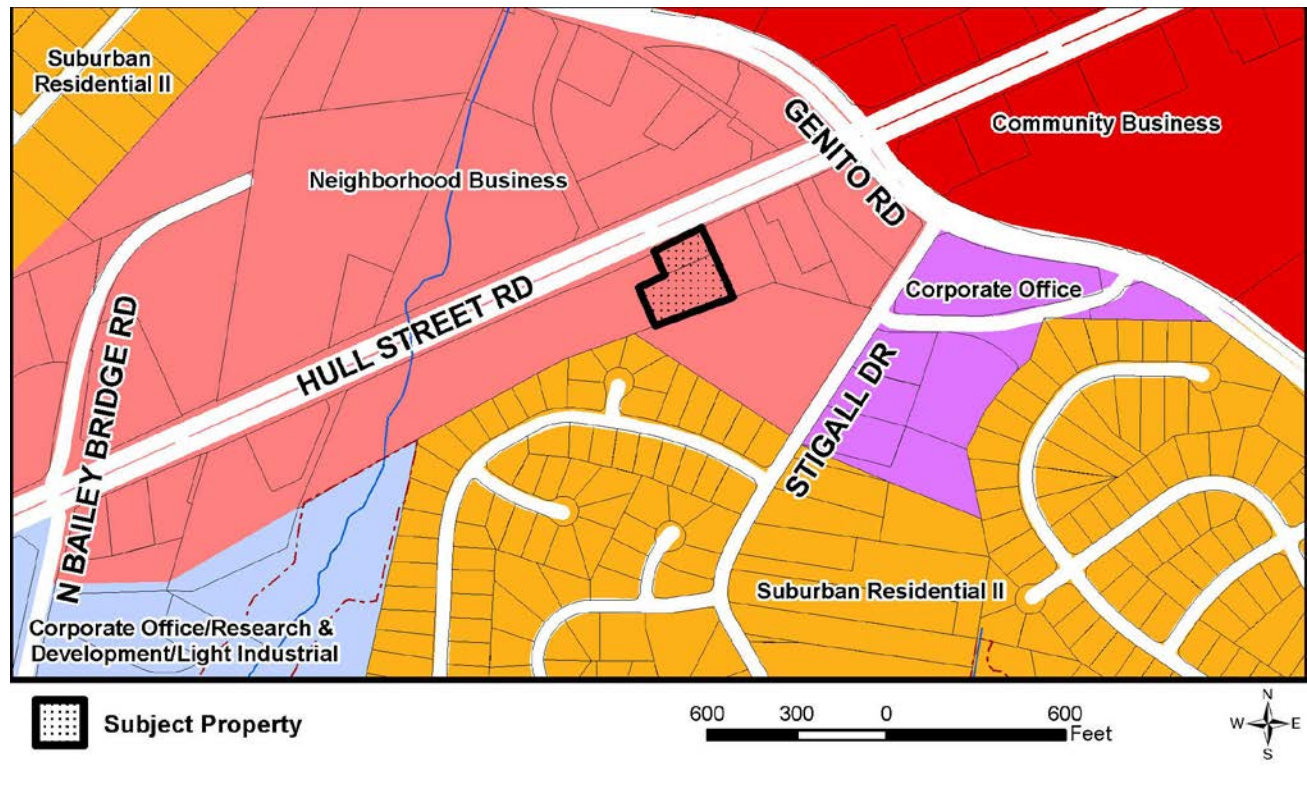 Suburban
Residential II
GENITO RD
Community Business
Neighborhood Business
HULL STREET RD
Corporate Office
N BAILEY BRIDGE RD
STIGALL DR
Suburban Residential II
Corporate Office/Research &
Development/Light Industrial
Subject Property
600 300 0 600
Feet
N
W E
S